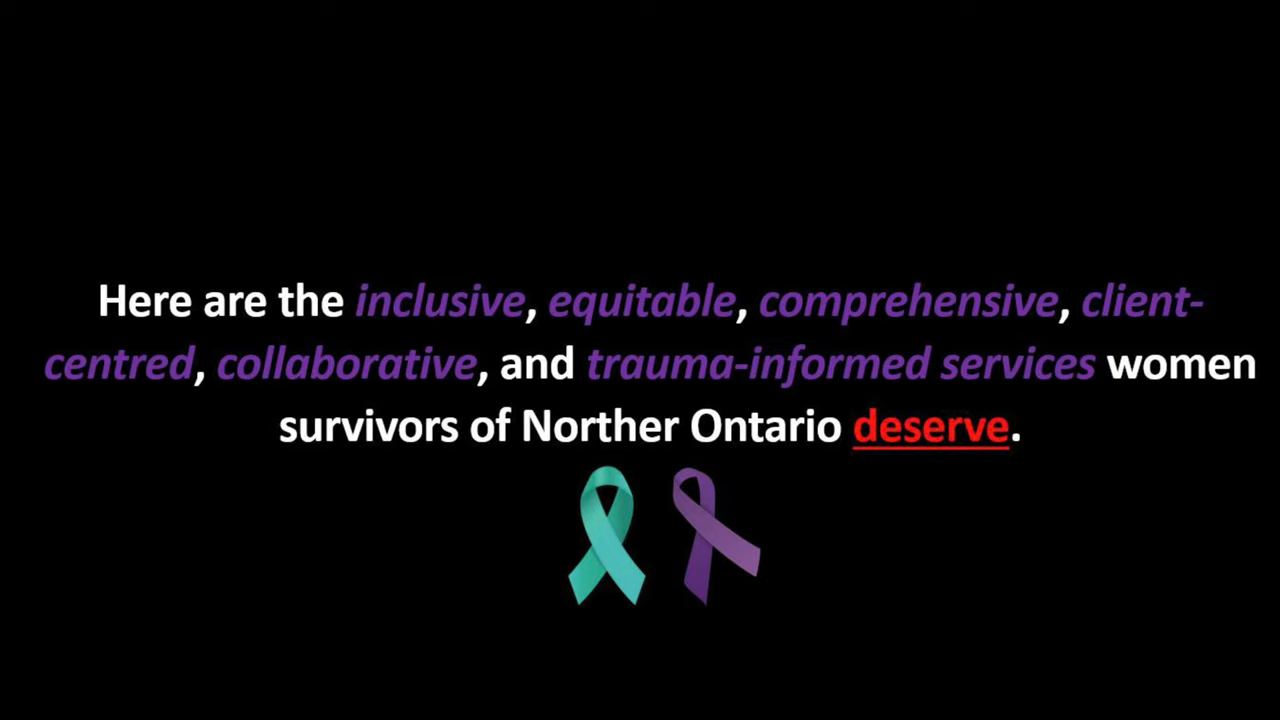 Here are the inclusive, equitable, comprehensive, client-
centred, collaborative, and trauma-informed services women
survivors of Norther Ontario deserve.